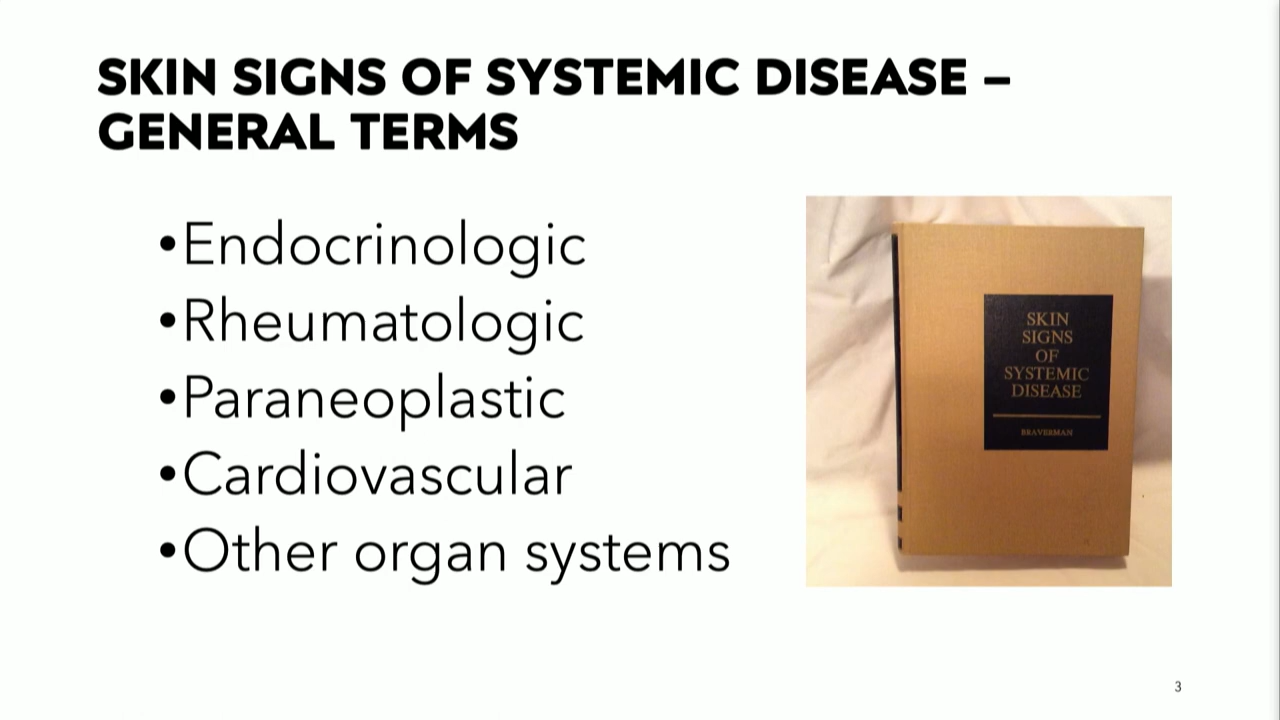 SKIN SIGNS OF SYSTEMIC DISEASE –
GENERAL TERMS
•Endocrinologic
•Rheumatologic
•Paraneoplastic
•Cardiovascular
•Other organ systems
SKIN
SIGNS
OF
SYSTEMIC
DISEASE
BRAVERMAN
3